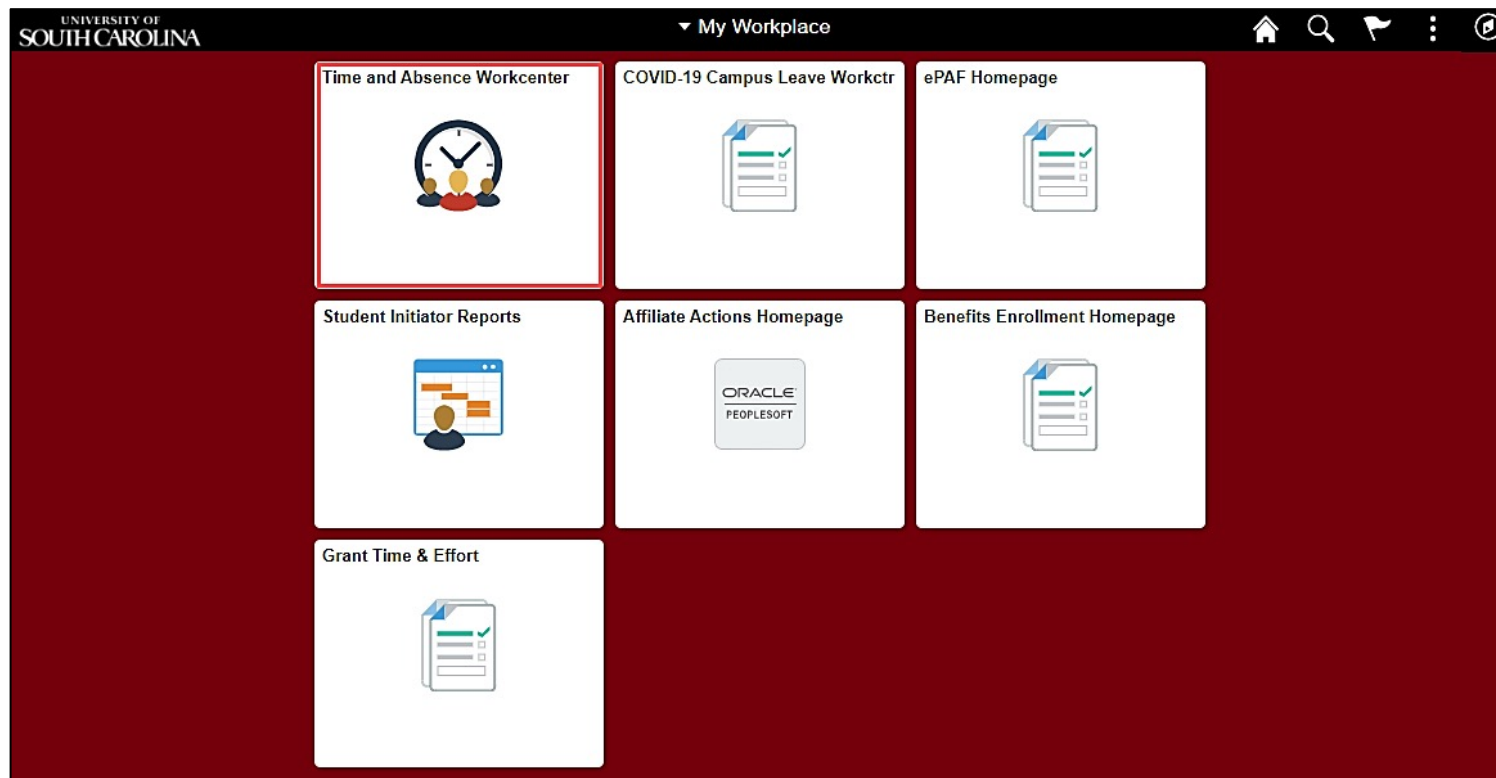 UNIVERSITY OF
SOUTH CAROLINA
My Workplace
Time and Absence Workcenter
COVID-19 Campus Leave Workctr
ePAF Homepage
Student Initiator Reports
Affiliate Actions Homepage
Benefits Enrollment Homepage
ORACLE
PEOPLESOFT
Grant Time & Effort